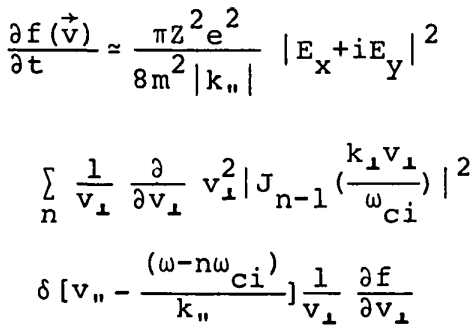 ∂f(v⃗)/∂t ≃ πZ²e²/8m²|k_∥| |E_x+iE_y|²
∑_n 1/v_⊥ ∂/∂v_⊥ v_⊥²|J_{n-1}(k_⊥v_⊥/ω_ci)|²
δ[v_∥ - (ω-nω_ci)/k_∥] 1/v_⊥ ∂f/∂v_⊥